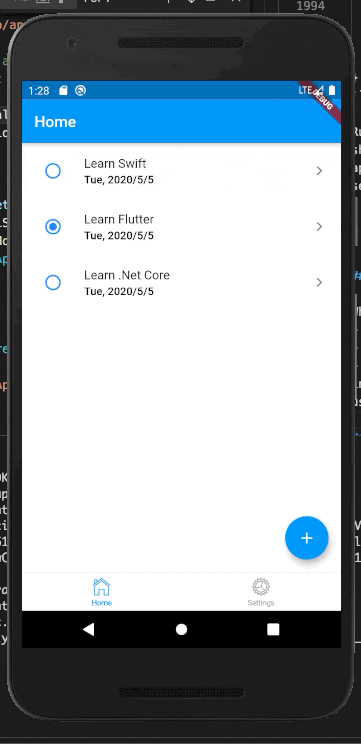 1994
1:28
LTE
DEBUG
Home
Learn Swift
Tue, 2020/5/5
Learn Flutter
Tue, 2020/5/5
Learn .Net Core
Tue, 2020/5/5
+
Home
Settings